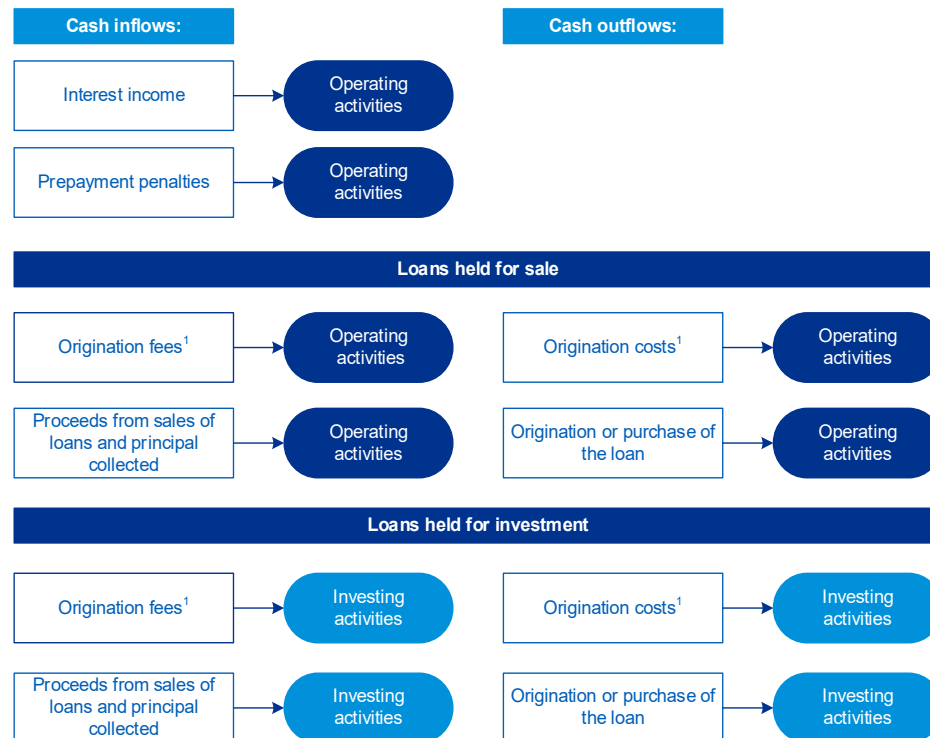 Cash inflows:
Cash outflows:
Interest income
Operating
activities
Prepayment penalties
Operating
activities
Loans held for sale
Origination fees1
Operating
activities
Origination costs1
Operating
activities
Proceeds from sales of
loans and principal
collected
Operating
activities
Origination or purchase of
the loan
Operating
activities
Loans held for investment
Origination fees1
Investing
activities
Origination costs1
Investing
activities
Proceeds from sales of
loans and principal
collected
Investing
activities
Origination or purchase of
the loan
Investing
activities